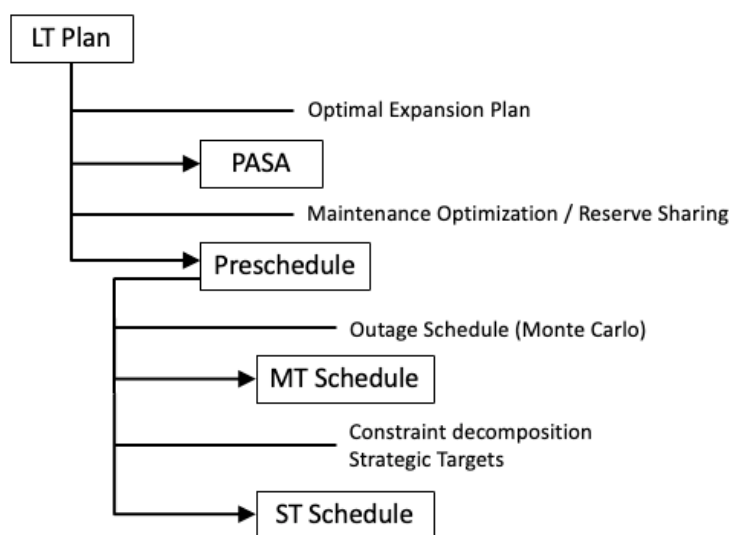 LT Plan
Optimal Expansion Plan
PASA
Maintenance Optimization / Reserve Sharing
Preschedule
Outage Schedule (Monte Carlo)
MT Schedule
Constraint decomposition
Strategic Targets
ST Schedule